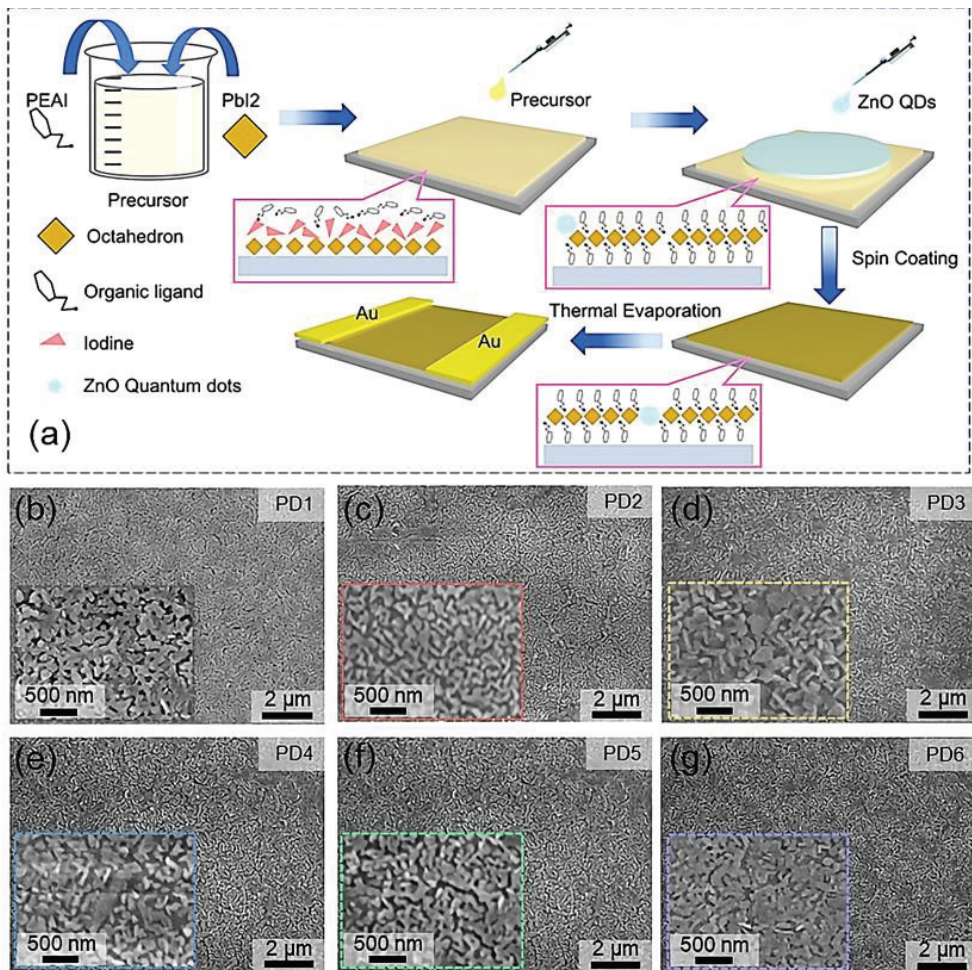 PEAI
PbI2
Precursor
ZnO QDs
Precursor
Octahedron
Organic ligand
Iodine
ZnO Quantum dots
Spin Coating
Thermal Evaporation
Au
Au
(a)
(b)
PD1
500 nm
2 μm
(c)
PD2
500 nm
2 μm
(d)
PD3
500 nm
2 μm
(e)
PD4
500 nm
2 μm
(f)
PD5
500 nm
2 μm
(g)
PD6
500 nm
2 μm